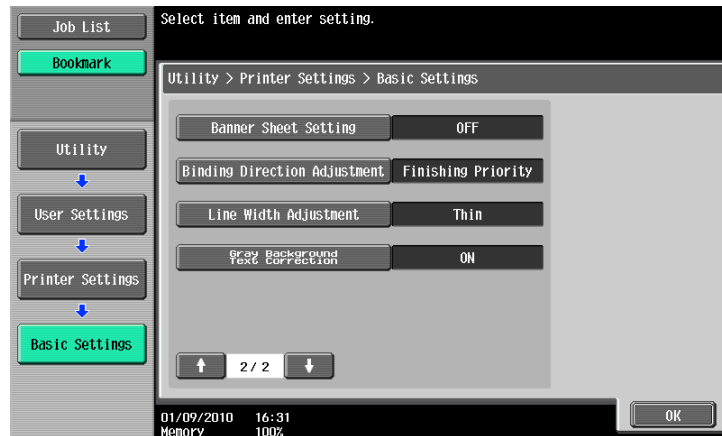 Job List
Bookmark
Select item and enter setting.
Utility > Printer Settings > Basic Settings
Utility
User Settings
Printer Settings
Basic Settings
Banner Sheet Setting OFF
Binding Direction Adjustment Finishing Priority
Line Width Adjustment Thin
Gray Background
Text Correction ON
2/2
01/09/2010 16:31
Memory 100%
OK